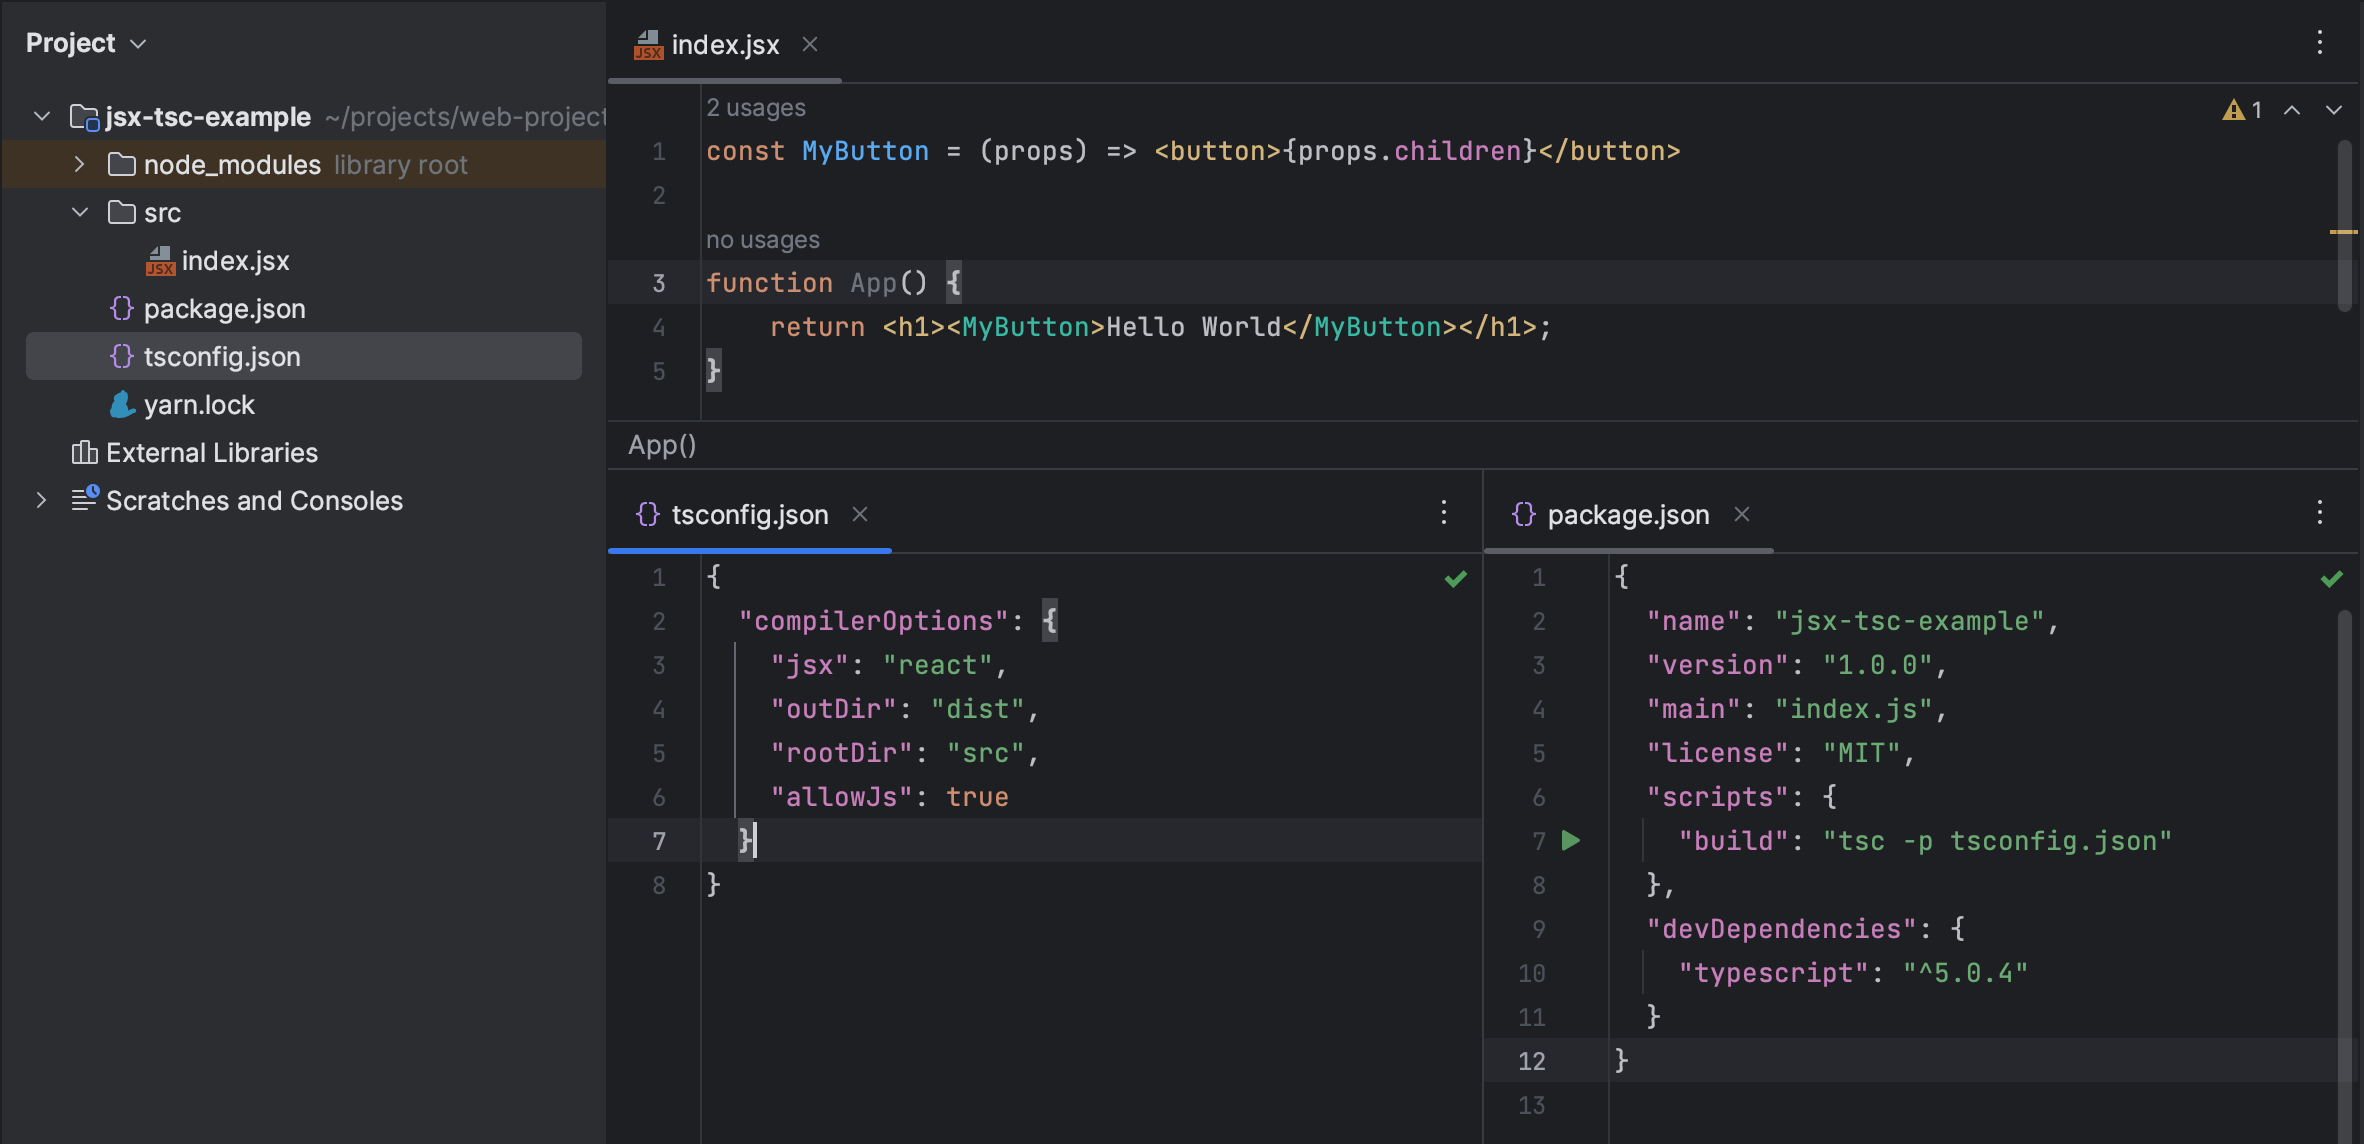 Project
jsx-tsc-example ~/projects/web-project
node_modules library root
src
index.jsx
package.json
tsconfig.json
yarn.lock
External Libraries
Scratches and Consoles
JSX index.jsx
1
2 usages
1 const MyButton = (props) => <button>{props.children}</button>
2
no usages
3 function App() {
4     return <h1><MyButton>Hello World</MyButton></h1>;
5 }
App()
tsconfig.json
1 {
2   "compilerOptions": {
3     "jsx": "react",
4     "outDir": "dist",
5     "rootDir": "src",
6     "allowJs": true
7   }
8 }
package.json
1 {
2   "name": "jsx-tsc-example",
3   "version": "1.0.0",
4   "main": "index.js",
5   "license": "MIT",
6   "scripts": {
7     "build": "tsc -p tsconfig.json"
8   },
9   "devDependencies": {
10     "typescript": "^5.0.4"
11   }
12 }
13